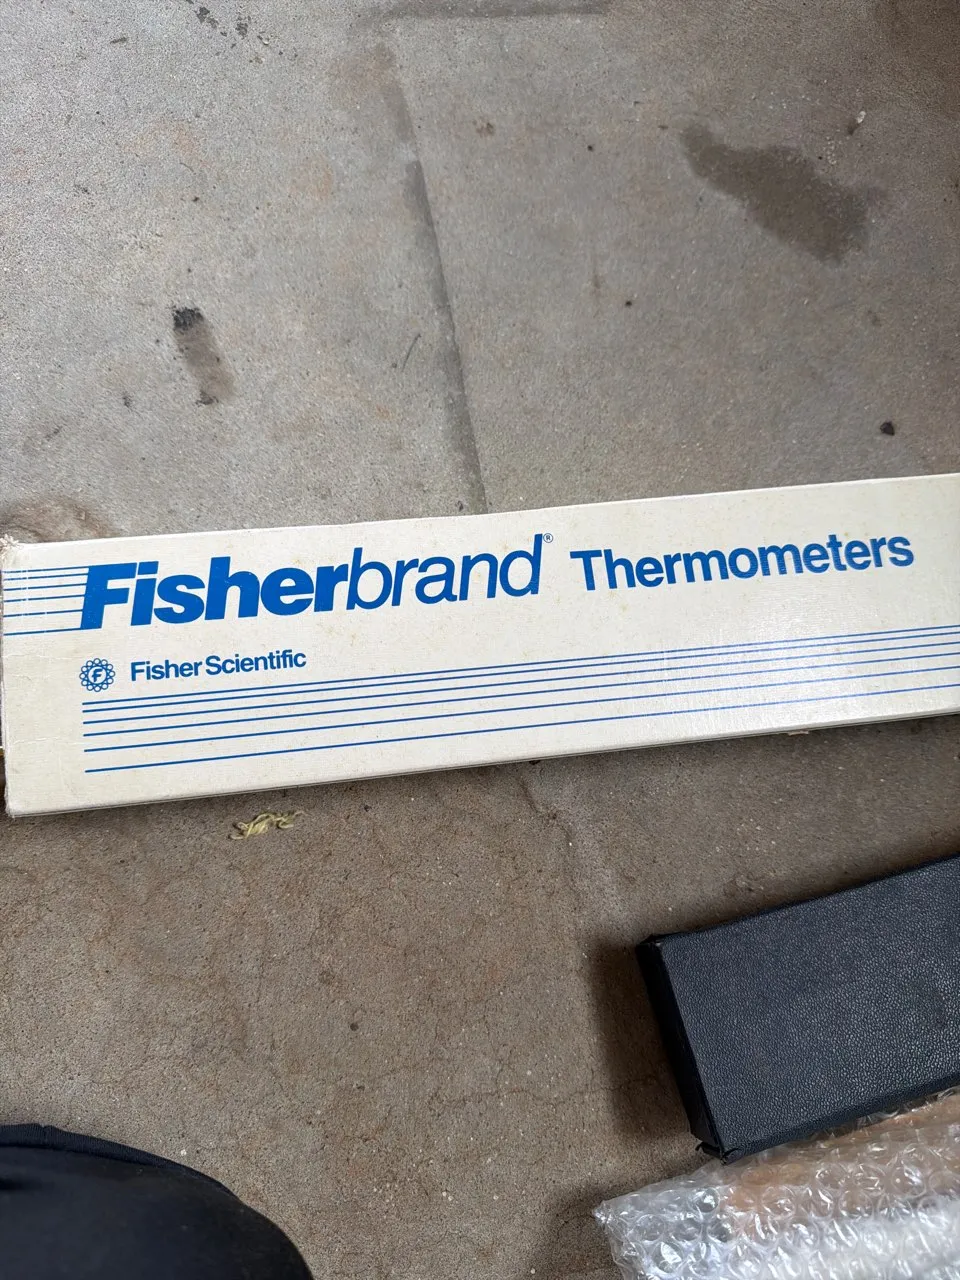 Fisherbrand® Thermometers
F Fisher Scientific